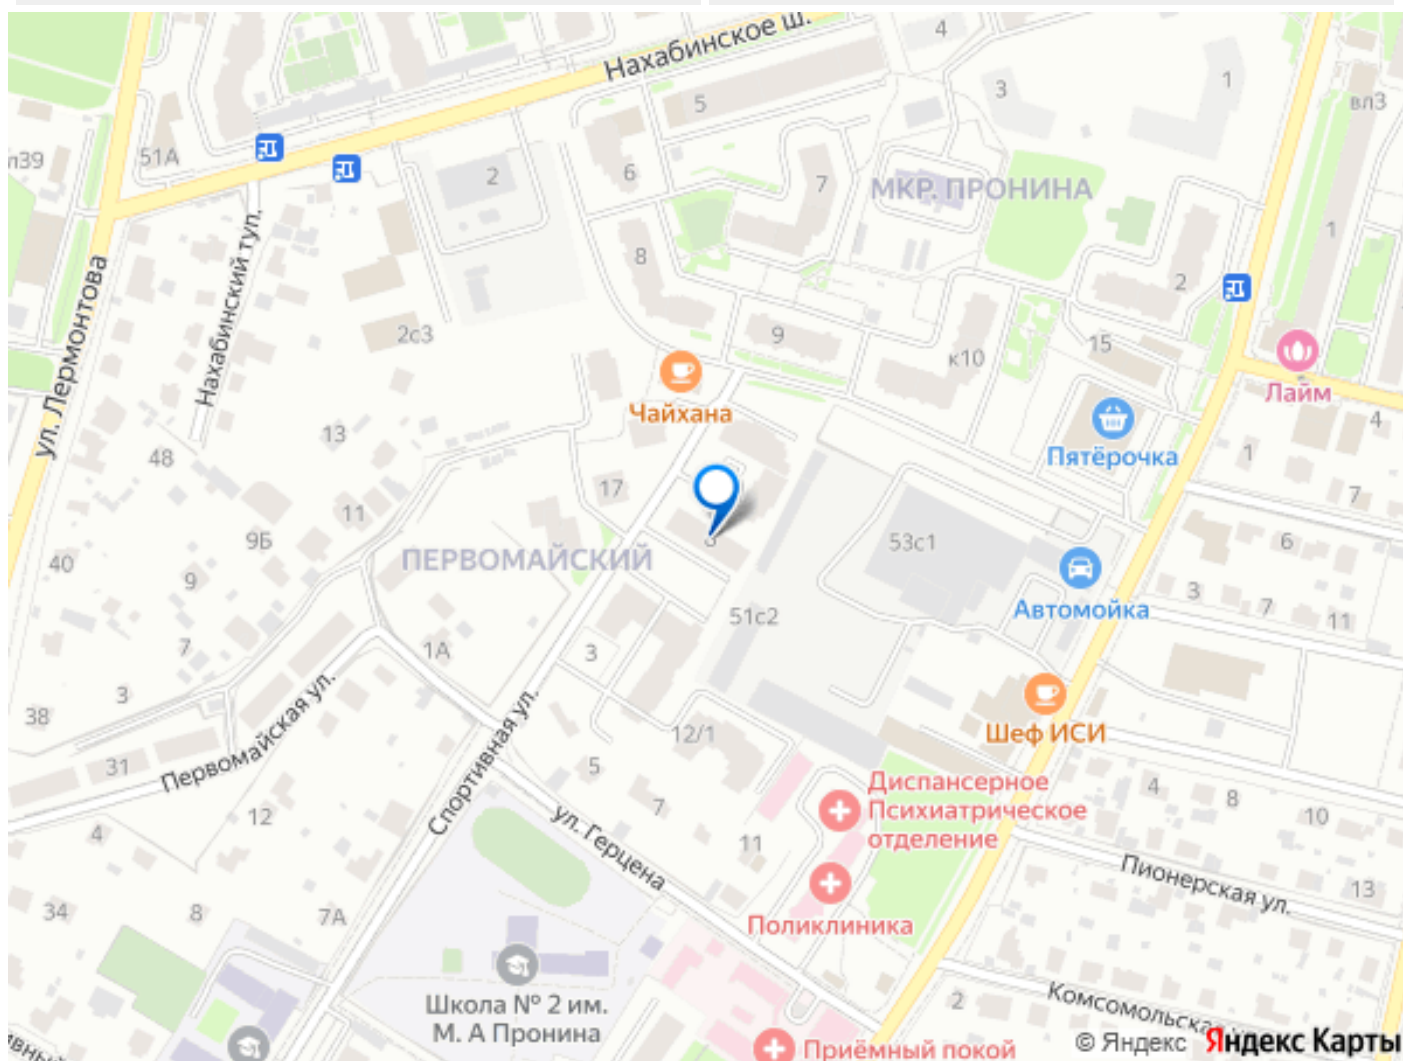 Нахабинское ш.
4
1
3
5
вл3
51А
2
6
7
МКР. ПРОНИНА
Нахабинский туп.
8
1
2
ул. Лермонтова
2с3
9
15
к10
Лайм
Чайхана
4
Пятёрочка
13
48
1
17
7
11
9Б
53с1
6
40
ПЕРВОМАЙСКИЙ
9
3
7
11
Автомойка
51с2
7
1А
3
3
38
Шеф ИСИ
12/1
Первомайская ул.
31
5
Спортивная ул.
Диспансерное
Психиатрическое
отделение
4
8
10
12
7
4
ул. Герцена
11
Пионерская ул.
13
34
8
7А
Поликлиника
Школа № 2 им.
М. А Пронина
2
Комсомольская
Приёмный покой
© Яндекс Яндекс Карты